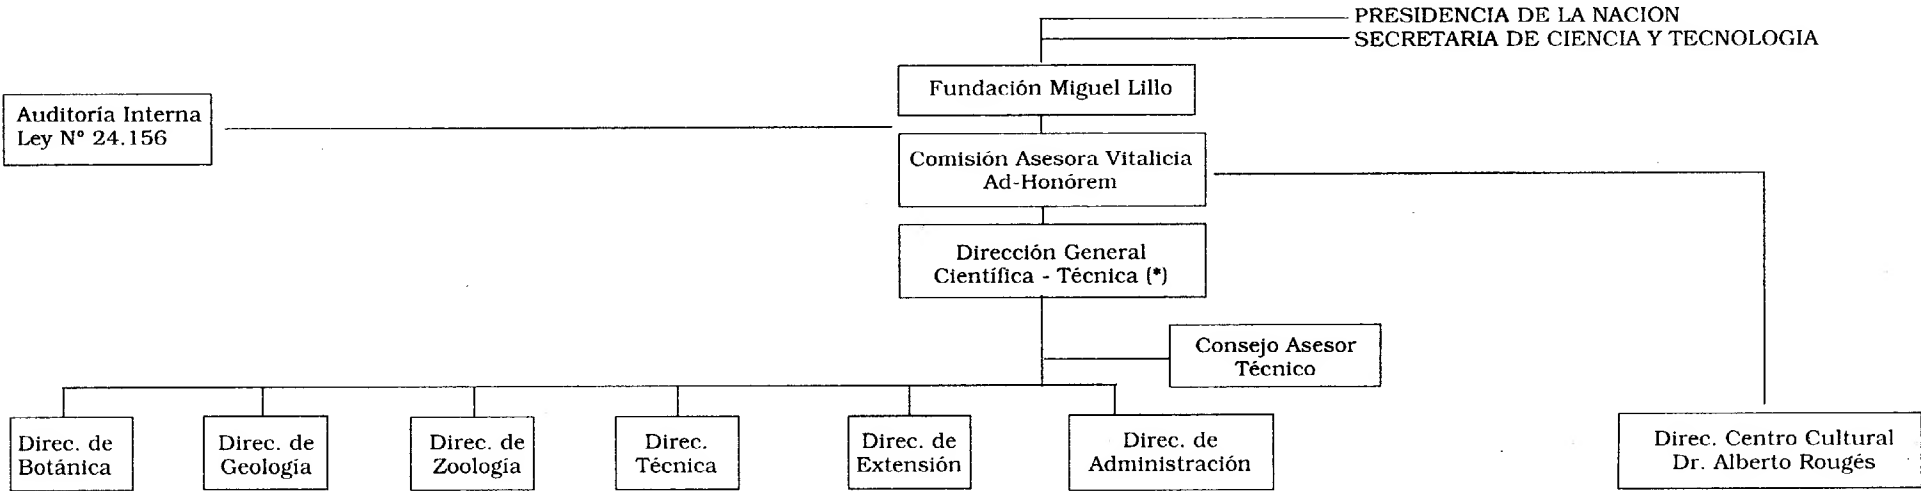 PRESIDENCIA DE LA NACION
SECRETARIA DE CIENCIA Y TECNOLOGIA
Fundación Miguel Lillo
Auditoría Interna
Ley Nº 24.156
Comisión Asesora Vitalicia
Ad-Honórem
Dirección General
Científica - Técnica (*)
Consejo Asesor
Técnico
Direc. de
Botánica
Direc. de
Geología
Direc. de
Zoología
Direc.
Técnica
Direc. de
Extensión
Direc. de
Administración
Direc. Centro Cultural
Dr. Alberto Rougés